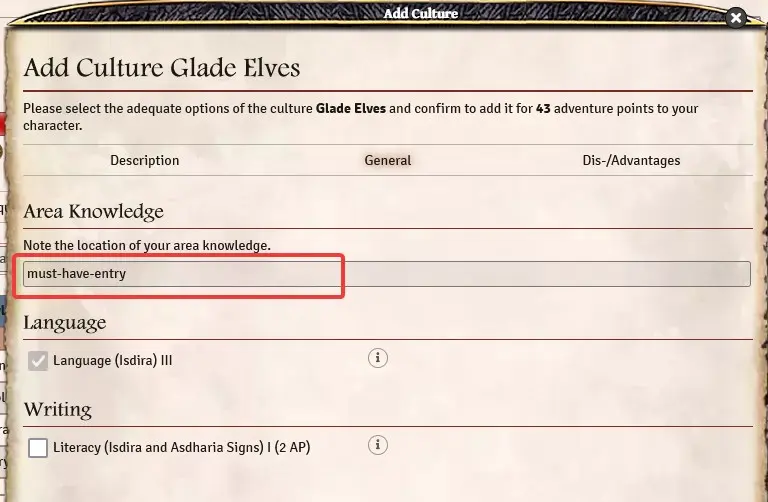 Add Culture
Add Culture Glade Elves
Please select the adequate options of the culture Glade Elves and confirm to add it for 43 adventure points to your
character.
Description General Dis-/Advantages
Area Knowledge
Note the location of your area knowledge.
must-have-entry
Language
Language (Isdira) III
Writing
Literacy (Isdira and Asdharia Signs) I (2 AP)